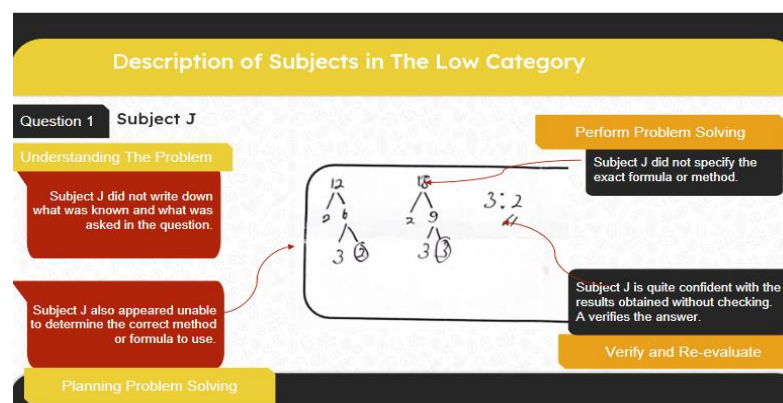 Description of Subjects in The Low Category
Question 1
Subject J
Understanding The Problem
Subject J did not write down
what was known and what was
asked in the question.
Subject J also appeared unable
to determine the correct method
or formula to use.
Planning Problem Solving
12
2 6
3 3
18
2 9
3 3
3:2
Perform Problem Solving
Subject J did not specify the
exact formula or method.
Subject J is quite confident with the
results obtained without checking.
A verifies the answer.
Verify and Re-evaluate